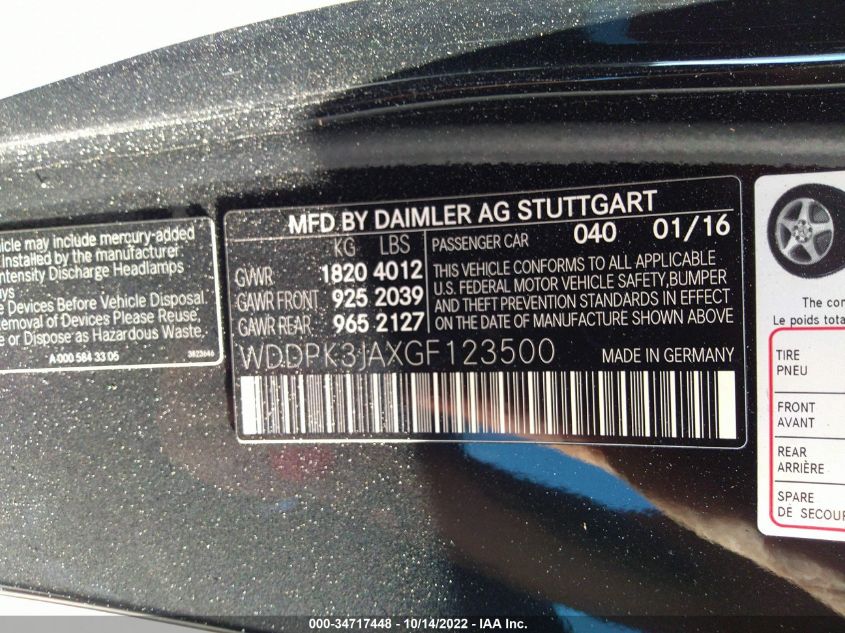 hicle may include mercury-added
installed by the manufacturer.
ntensity Discharge Headlamps
ays
e Devices Before Vehicle Disposal.
Removal of Devices Please Reuse,
e or Dispose as Hazardous Waste.
A 000 584 33 05 3823646
MFD BY DAIMLER AG STUTTGART
KG LBS
GVWR 1820 4012
GAWR FRONT 925 2039
GAWR REAR 965 2127
PASSENGER CAR 040 01/16
THIS VEHICLE CONFORMS TO ALL APPLICABLE
U.S. FEDERAL MOTOR VEHICLE SAFETY,BUMPER
AND THEFT PREVENTION STANDARDS IN EFFECT
ON THE DATE OF MANUFACTURE SHOWN ABOVE
WDDPK3JAXGF123500 MADE IN GERMANY
The con
Le poids tota
TIRE
PNEU
FRONT
AVANT
REAR
ARRIÈRE
SPARE
DE SECOUR
000-34717448 - 10/14/2022 - IAA Inc.